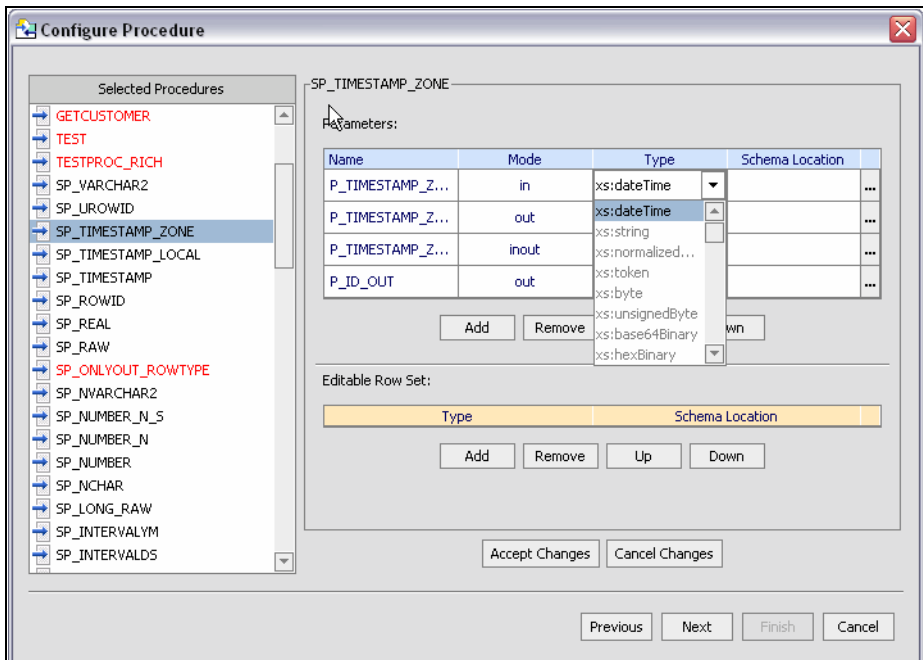 Configure Procedure
Selected Procedures
GETCUSTOMER
TEST
TESTPROC_RICH
SP_VARCHAR2
SP_UROWID
SP_TIMESTAMP_ZONE
SP_TIMESTAMP_LOCAL
SP_TIMESTAMP
SP_ROWID
SP_REAL
SP_RAW
SP_ONLYOUT_ROWTYPE
SP_NVARCHAR2
SP_NUMBER_N_S
SP_NUMBER_N
SP_NUMBER
SP_NCHAR
SP_LONG_RAW
SP_INTERVALYM
SP_INTERVALDS
SP_TIMESTAMP_ZONE
Parameters:
Name Mode Type Schema Location
P_TIMESTAMP_Z... in xs:dateTime ...
P_TIMESTAMP_Z... out ...
P_TIMESTAMP_Z... inout ...
P_ID_OUT out ...
xs:dateTime
xs:string
xs:normalized...
xs:token
xs:byte
xs:unsignedByte
xs:base64Binary
xs:hexBinary
Add Remove wn
Editable Row Set:
Type Schema Location
Add Remove Up Down
Accept Changes Cancel Changes
Previous Next Finish Cancel